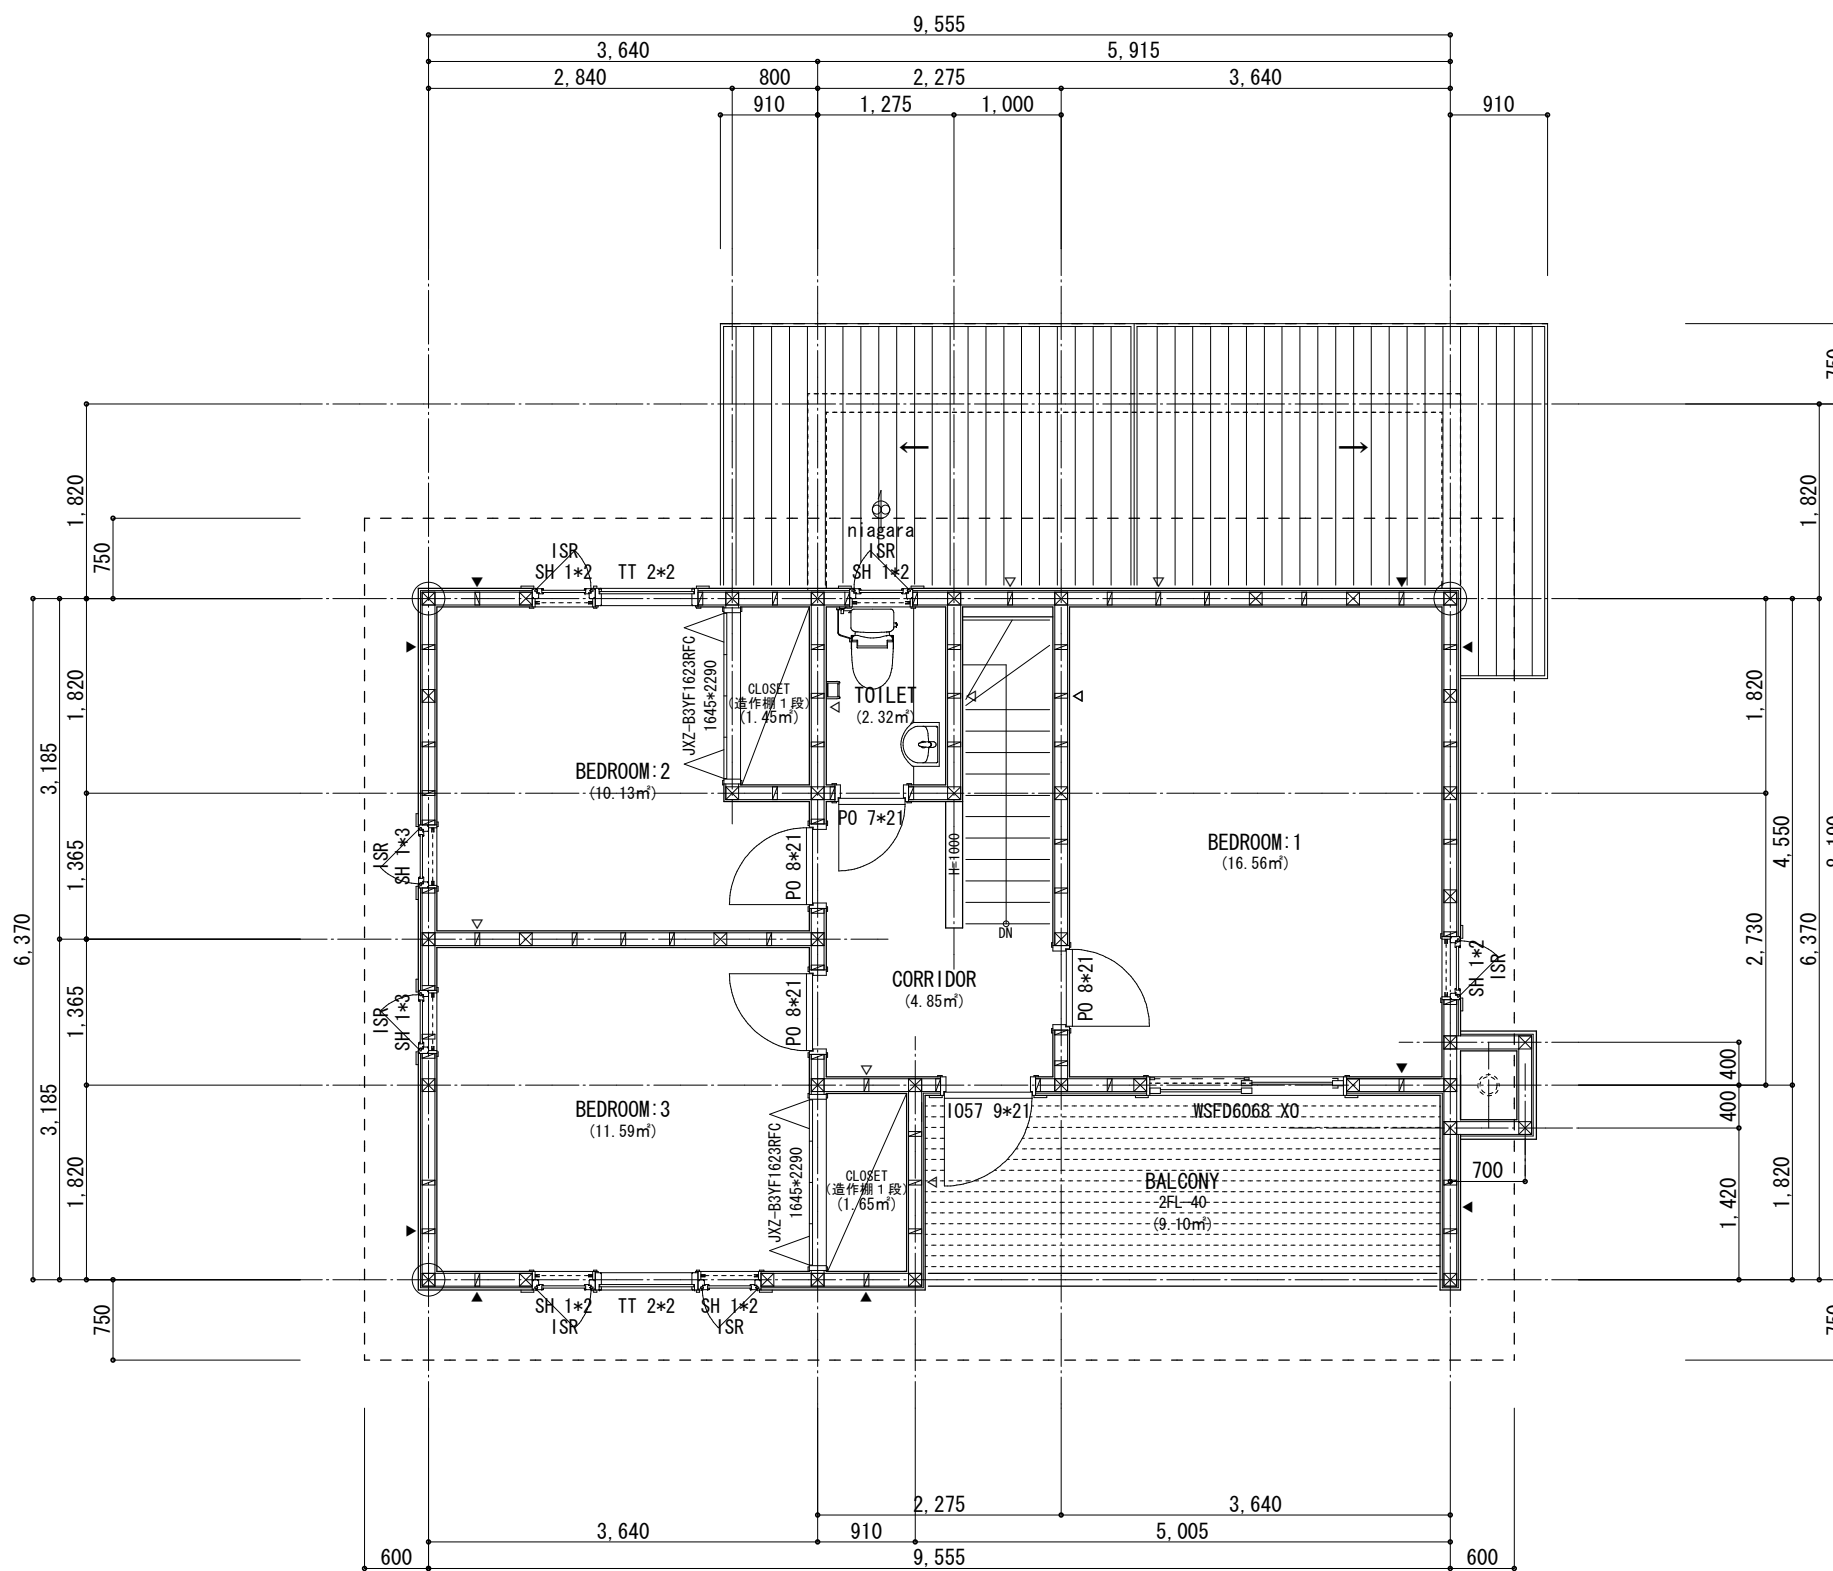 9,555
3,640
5,915
2,840
800
2,275
3,640
910
1,275
1,000
910
750
1,820
1,820
750
niagara
ISR
ISR
SH 1*2
TT 2*2
SH 1*2
JXZ-B3YF1623RFC
1645*2290
CLOSET
(造作棚1段)
(1.45㎡)
TOILET
(2.32㎡)
1,820
1,820
3,185
BEDROOM:2
(10.13㎡)
PO 7*21
PO 8*21
H=1000
BEDROOM:1
(16.56㎡)
ISR
SH 1*3
1,365
4,550
6,370
DN
2,730
6,370
CORRIDOR
(4.85㎡)
PO 8*21
PO 8*21
SH 1*2
ISR
ISR
SH 1*3
1,365
400
400
3,185
BEDROOM:3
(11.59㎡)
IO57 9*21
WSFD6068 XO
JXZ-B3YF1623RFC
1645*2290
CLOSET
(造作棚1段)
(1.65㎡)
BALCONY
2FL-40
(9.10㎡)
700
1,820
1,420
1,820
750
SH 1*2
TT 2*2
SH 1*2
ISR
ISR
750
2,275
3,640
3,640
910
5,005
600
9,555
600